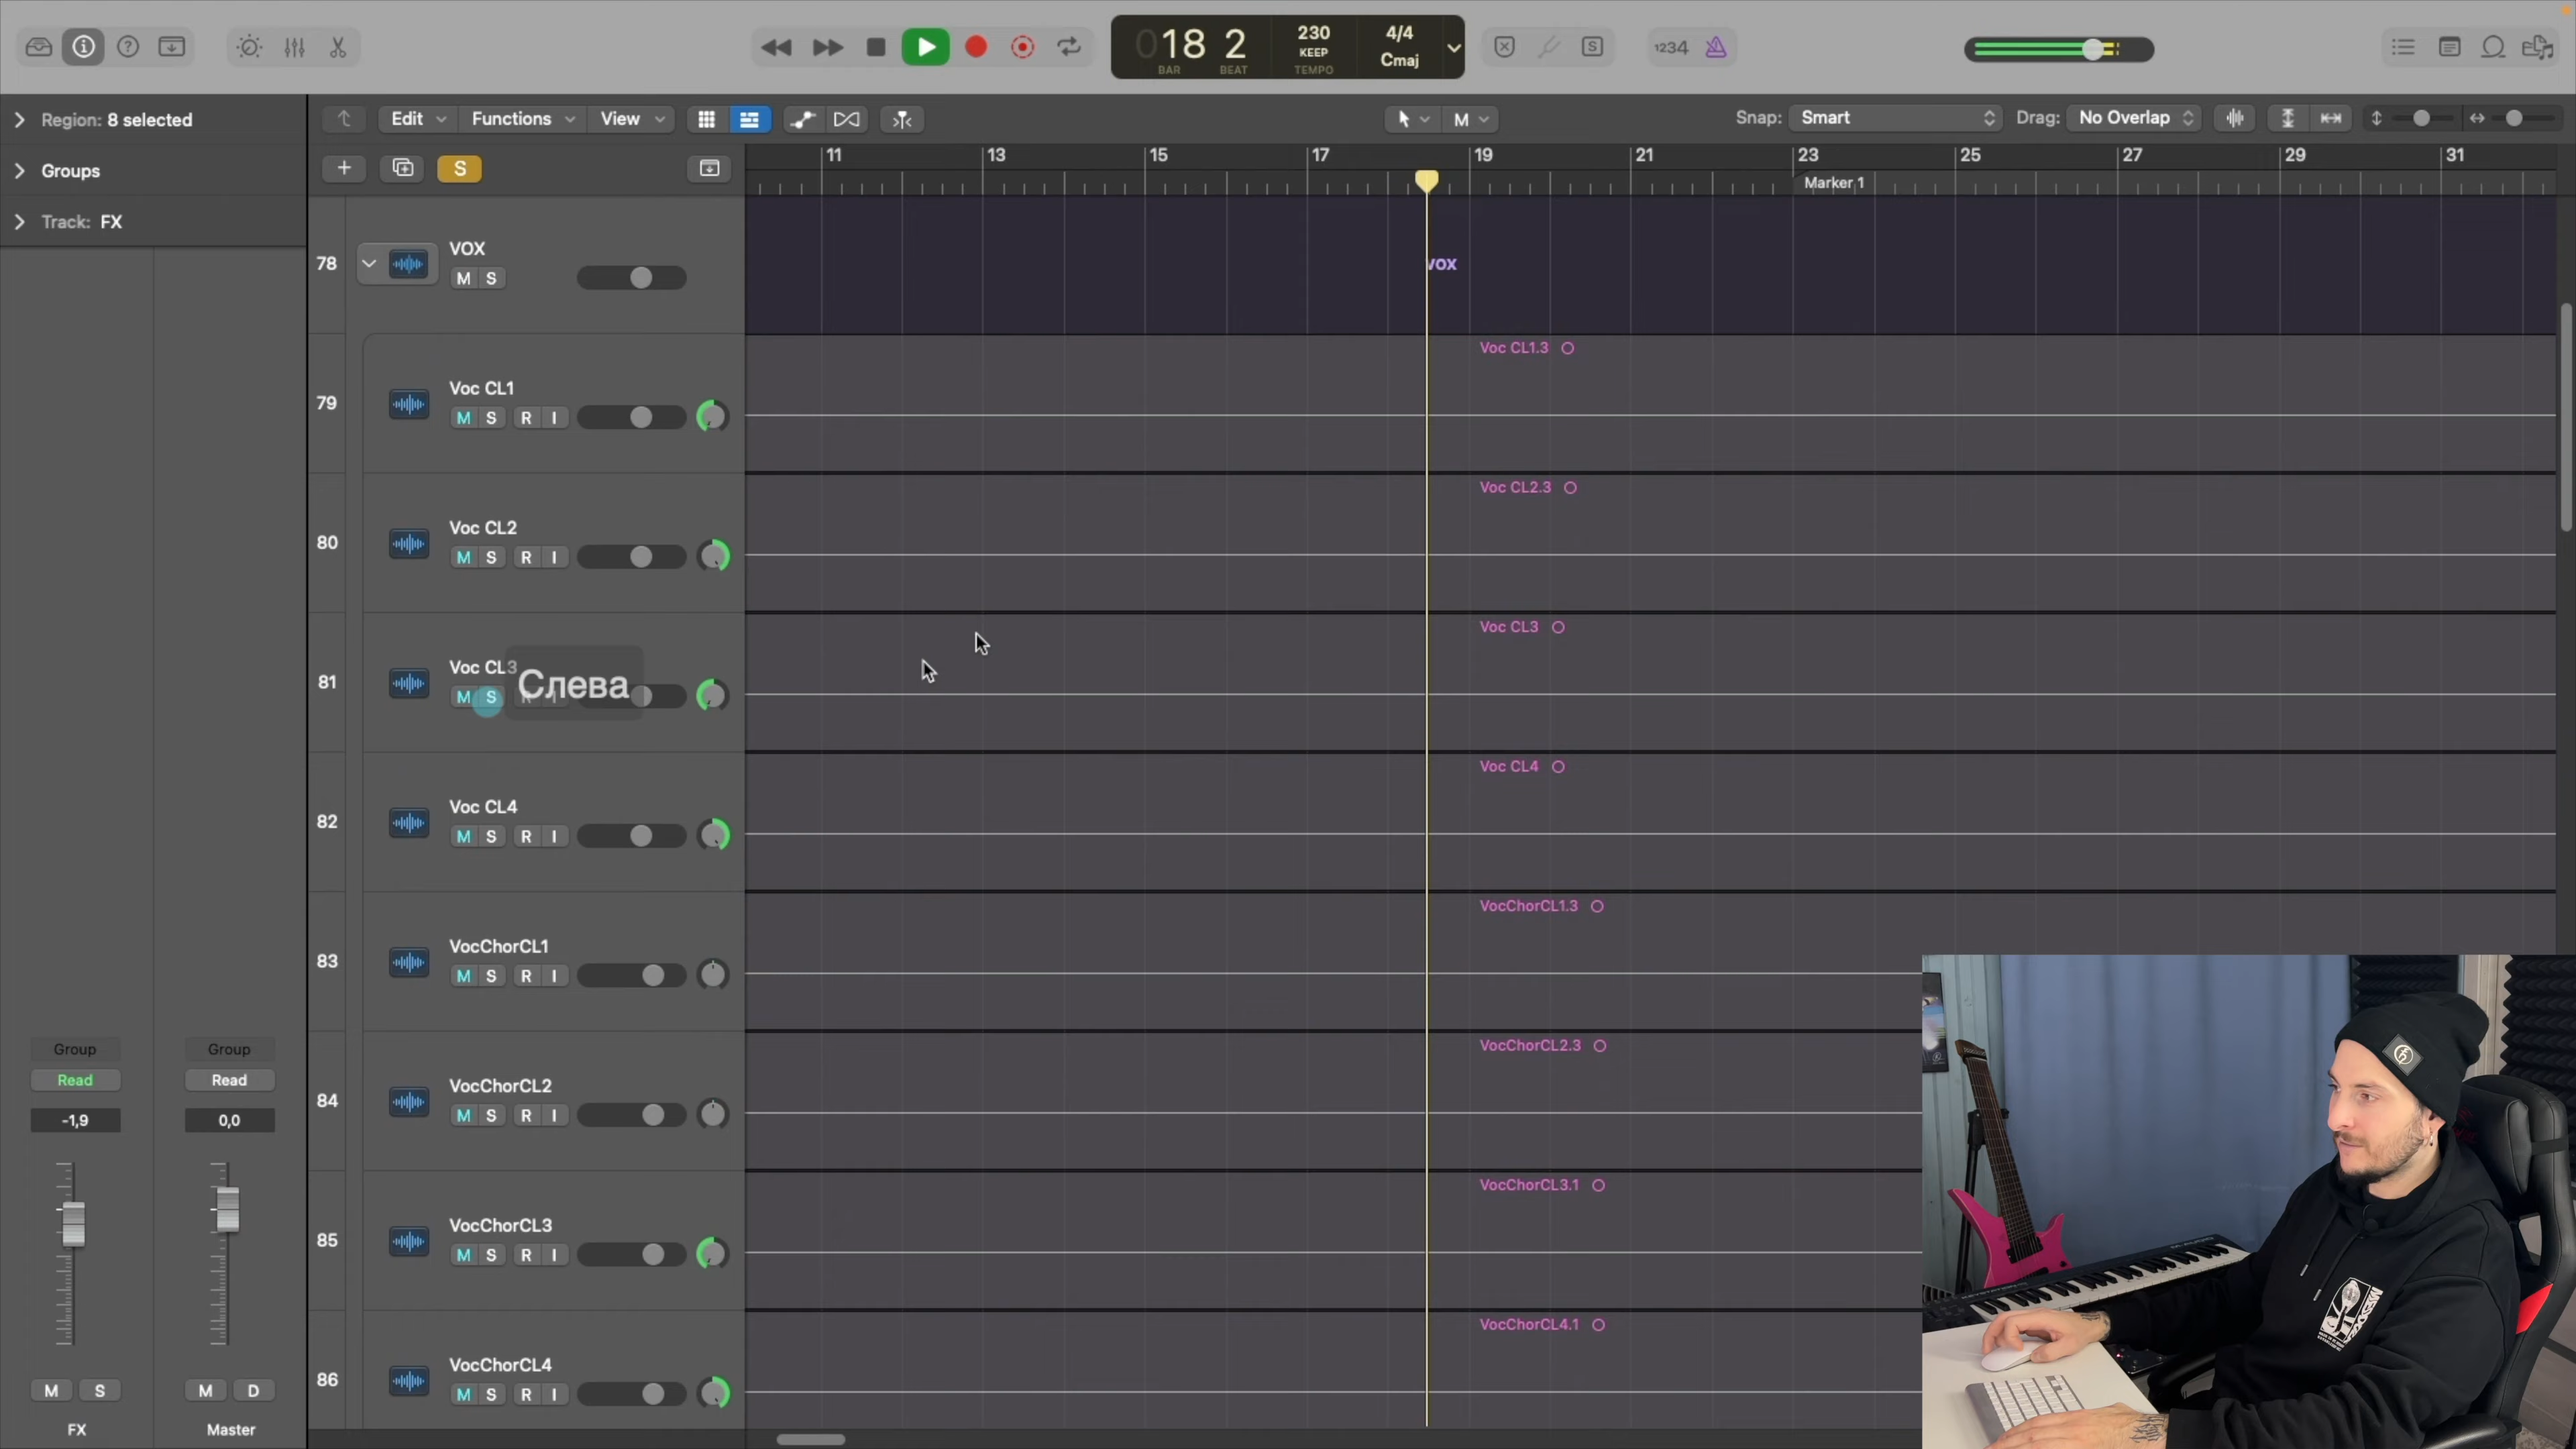 18 2
BAR BEAT
230
KEEP
TEMPO
4/4
Cmaj
1234
S
Region: 8 selected
Groups
Track: FX
Edit
Functions
View
M
Snap: Smart
Drag: No Overlap
S
11 13 15 17 19 21 23 25 27 29 31
Marker 1
78
VOX
M S
VOX
79
Voc CL1
M S R I
Voc CL1.3
80
Voc CL2
M S R I
Voc CL2.3
81
Voc CL3
M S R I
Слева
Voc CL3
82
Voc CL4
M S R I
Voc CL4
83
VocChorCL1
M S R I
VocChorCL1.3
84
VocChorCL2
M S R I
VocChorCL2.3
85
VocChorCL3
M S R I
VocChorCL3.1
86
VocChorCL4
M S R I
VocChorCL4.1
Group Group
Read Read
-1,9 0,0
M S M D
FX Master